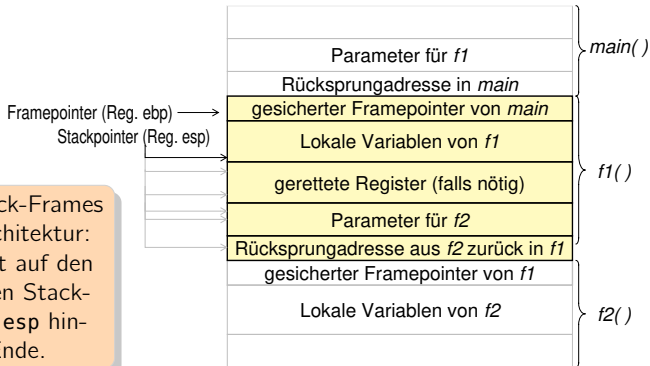 Parameter für f1
main( )
Rücksprungadresse in main
Framepointer (Reg. ebp)
gesicherter Framepointer von main
Stackpointer (Reg. esp)
Lokale Variablen von f1
gerettete Register (falls nötig)
f1( )
Parameter für f2
Rücksprungadresse aus f2 zurück in f1
gesicherter Framepointer von f1
Lokale Variablen von f2
f2( )
ck-Frames
chitektur:
t auf den
en Stack-
esp hin-
Ende.